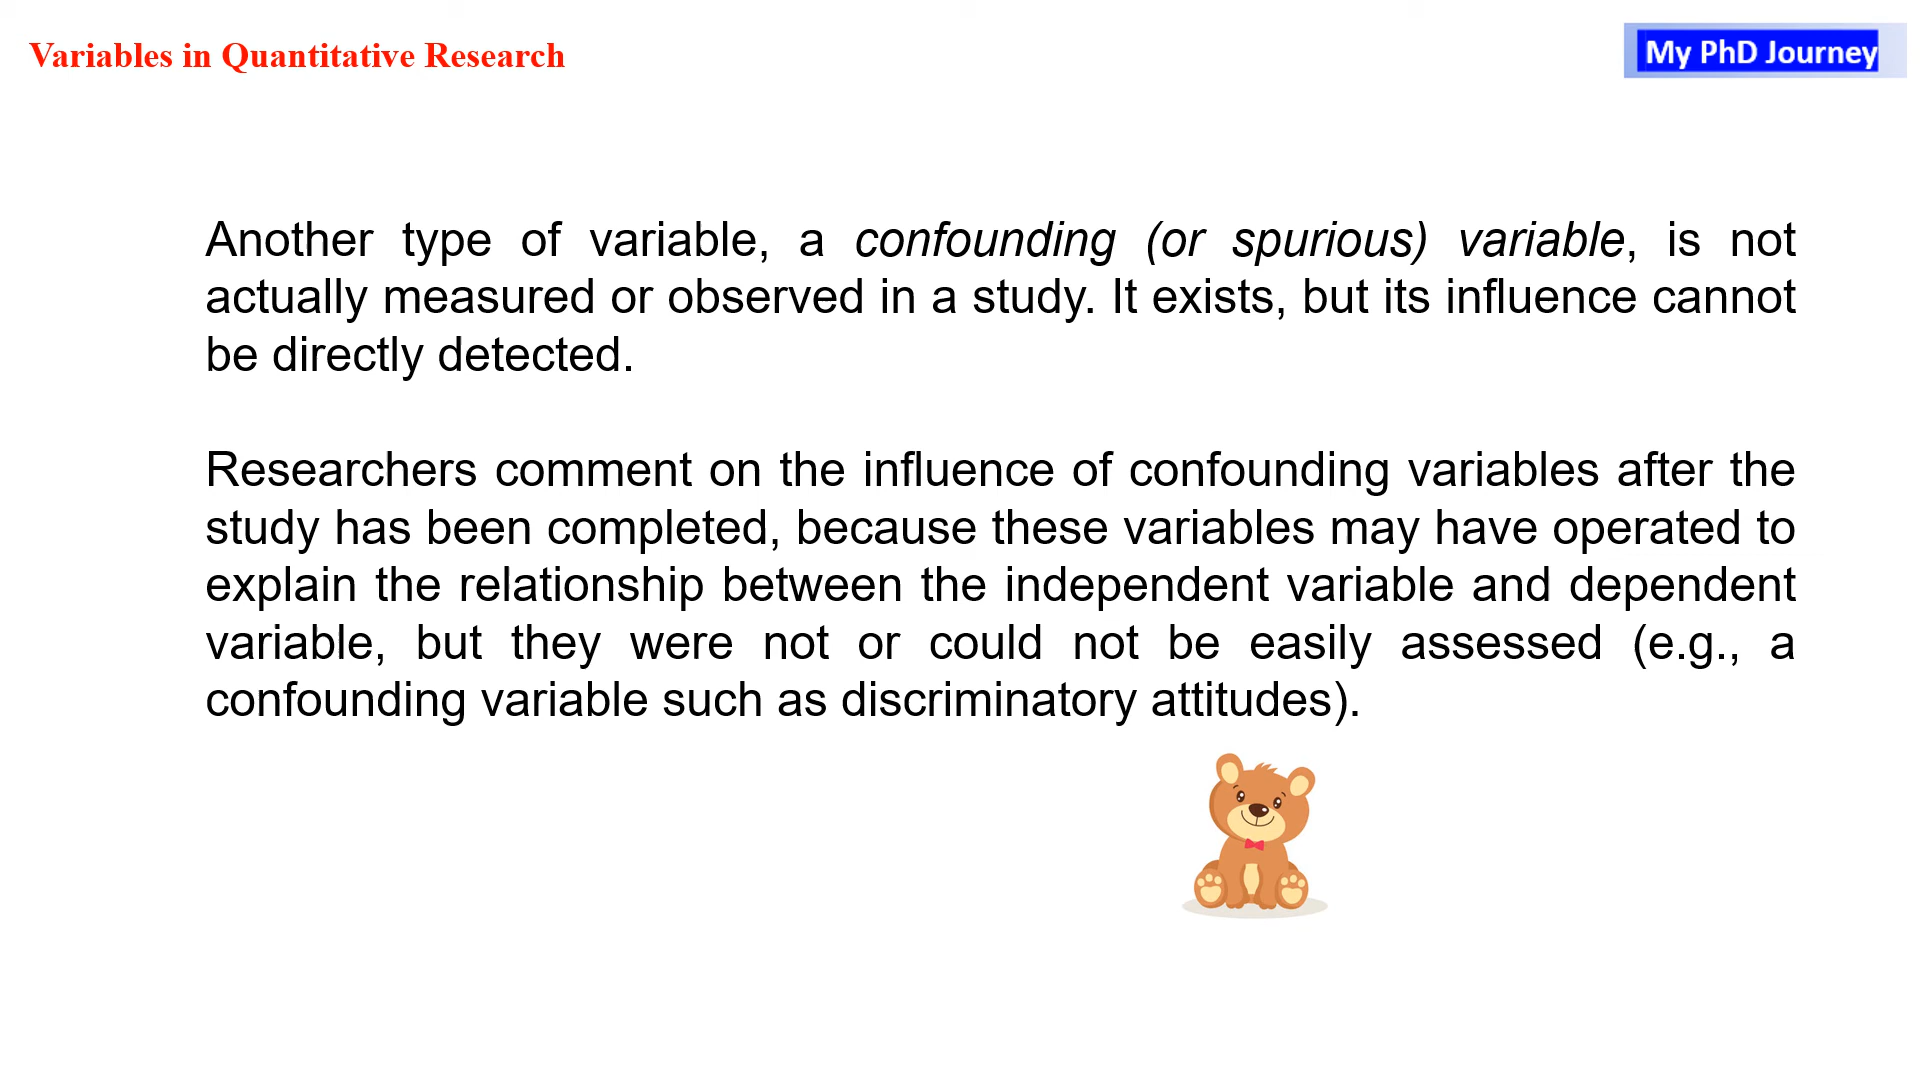 Variables in Quantitative Research
My PhD Journey
Another type of variable, a confounding (or spurious) variable, is not
actually measured or observed in a study. It exists, but its influence cannot
be directly detected.
Researchers comment on the influence of confounding variables after the
study has been completed, because these variables may have operated to
explain the relationship between the independent variable and dependent
variable, but they were not or could not be easily assessed (e.g., a
confounding variable such as discriminatory attitudes).